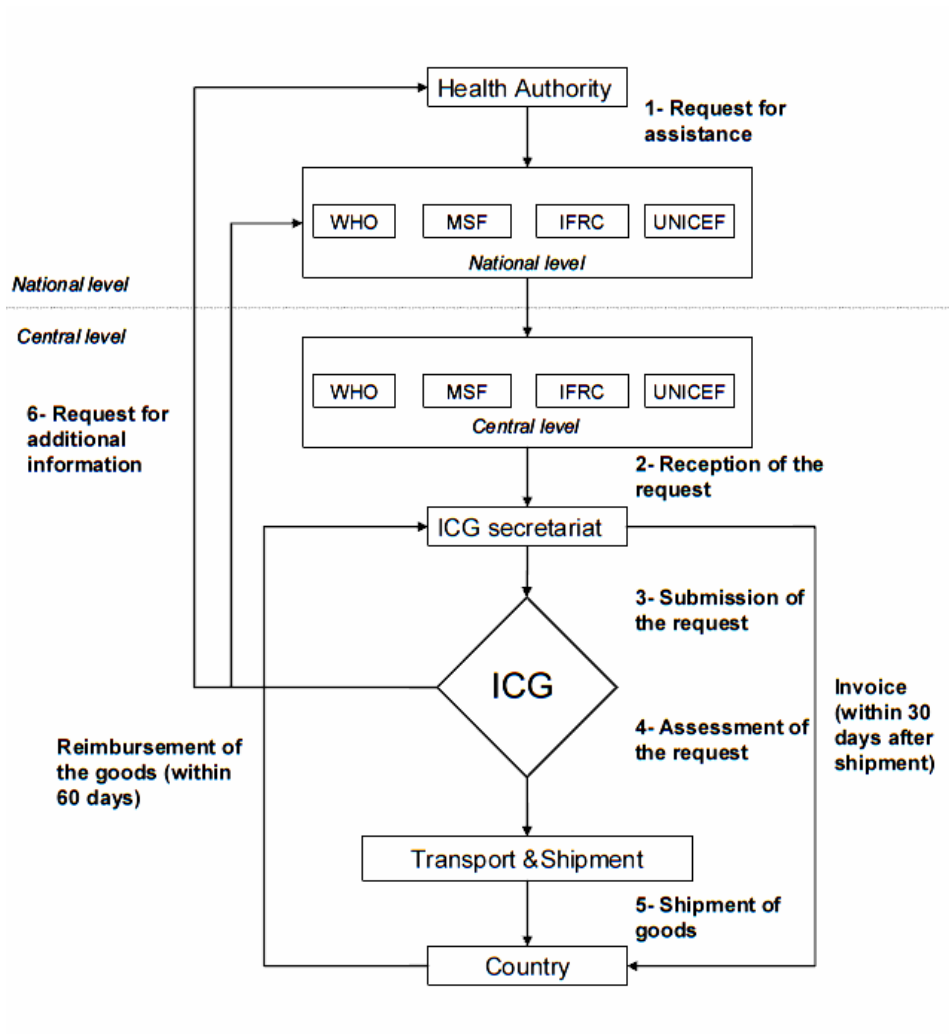 Health Authority
1- Request for
assistance
WHO
MSF
IFRC
UNICEF
National level
National level
Central level
WHO
MSF
IFRC
UNICEF
Central level
6- Request for
additional
information
2- Reception of the
request
ICG secretariat
3- Submission of
the request
ICG
4- Assessment of
the request
Invoice
(within 30
days after
shipment)
Reimbursement of
the goods (within
60 days)
Transport &Shipment
5- Shipment of
goods
Country